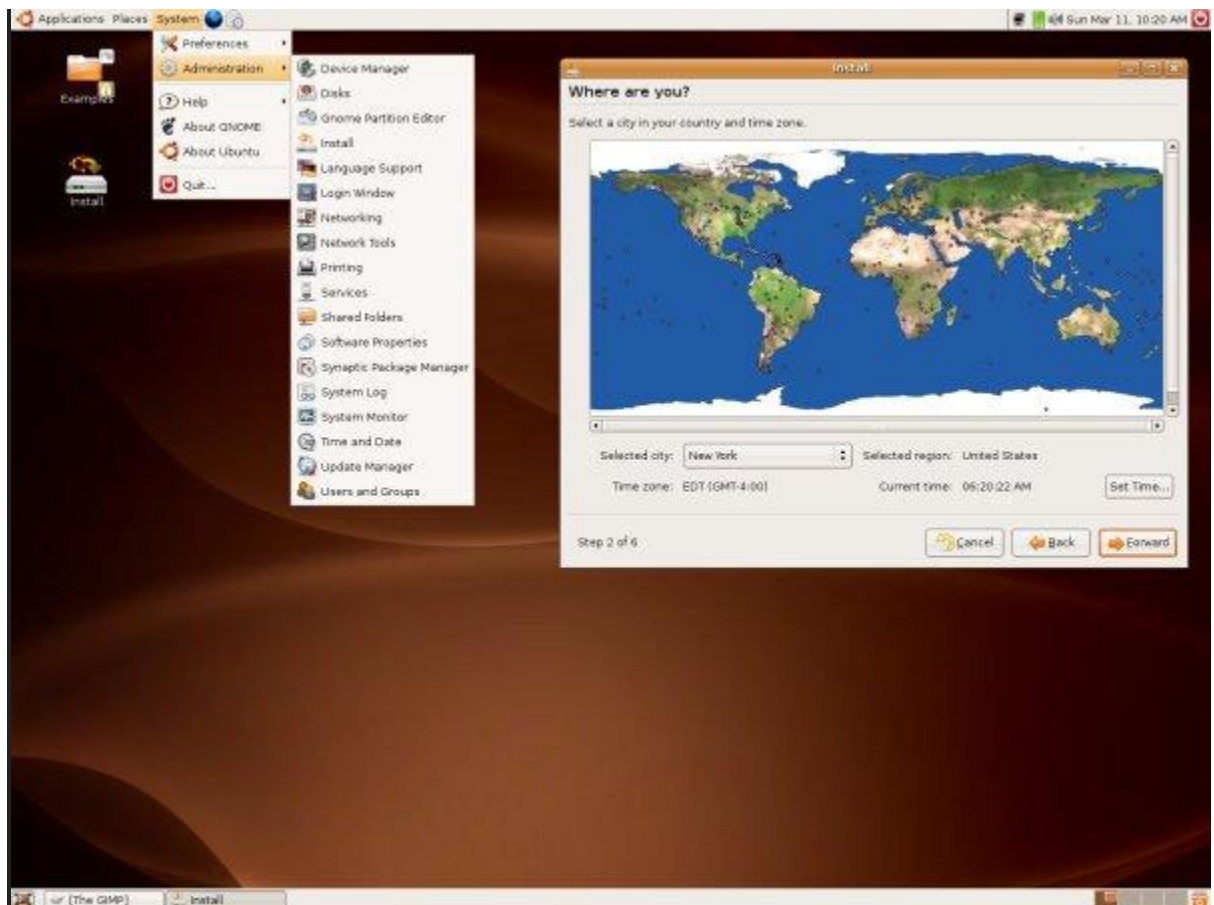 Applications Places System
Sun Mar 11, 10:20 AM
Examples
Install
Preferences
Administration
Help
About GNOME
About Ubuntu
Quit...
Device Manager
Disks
Gnome Partition Editor
Install
Language Support
Login Window
Networking
Network Tools
Printing
Services
Shared Folders
Software Properties
Synaptic Package Manager
System Log
System Monitor
Time and Date
Update Manager
Users and Groups
Install
Where are you?
Select a city in your country and time zone.
Selected city: New York Selected region: United States
Time zone: EDT (GMT-4:00) Current time: 06:20:22 AM Set Time...
Step 2 of 6 Cancel Back Forward
[The GIMP] Install